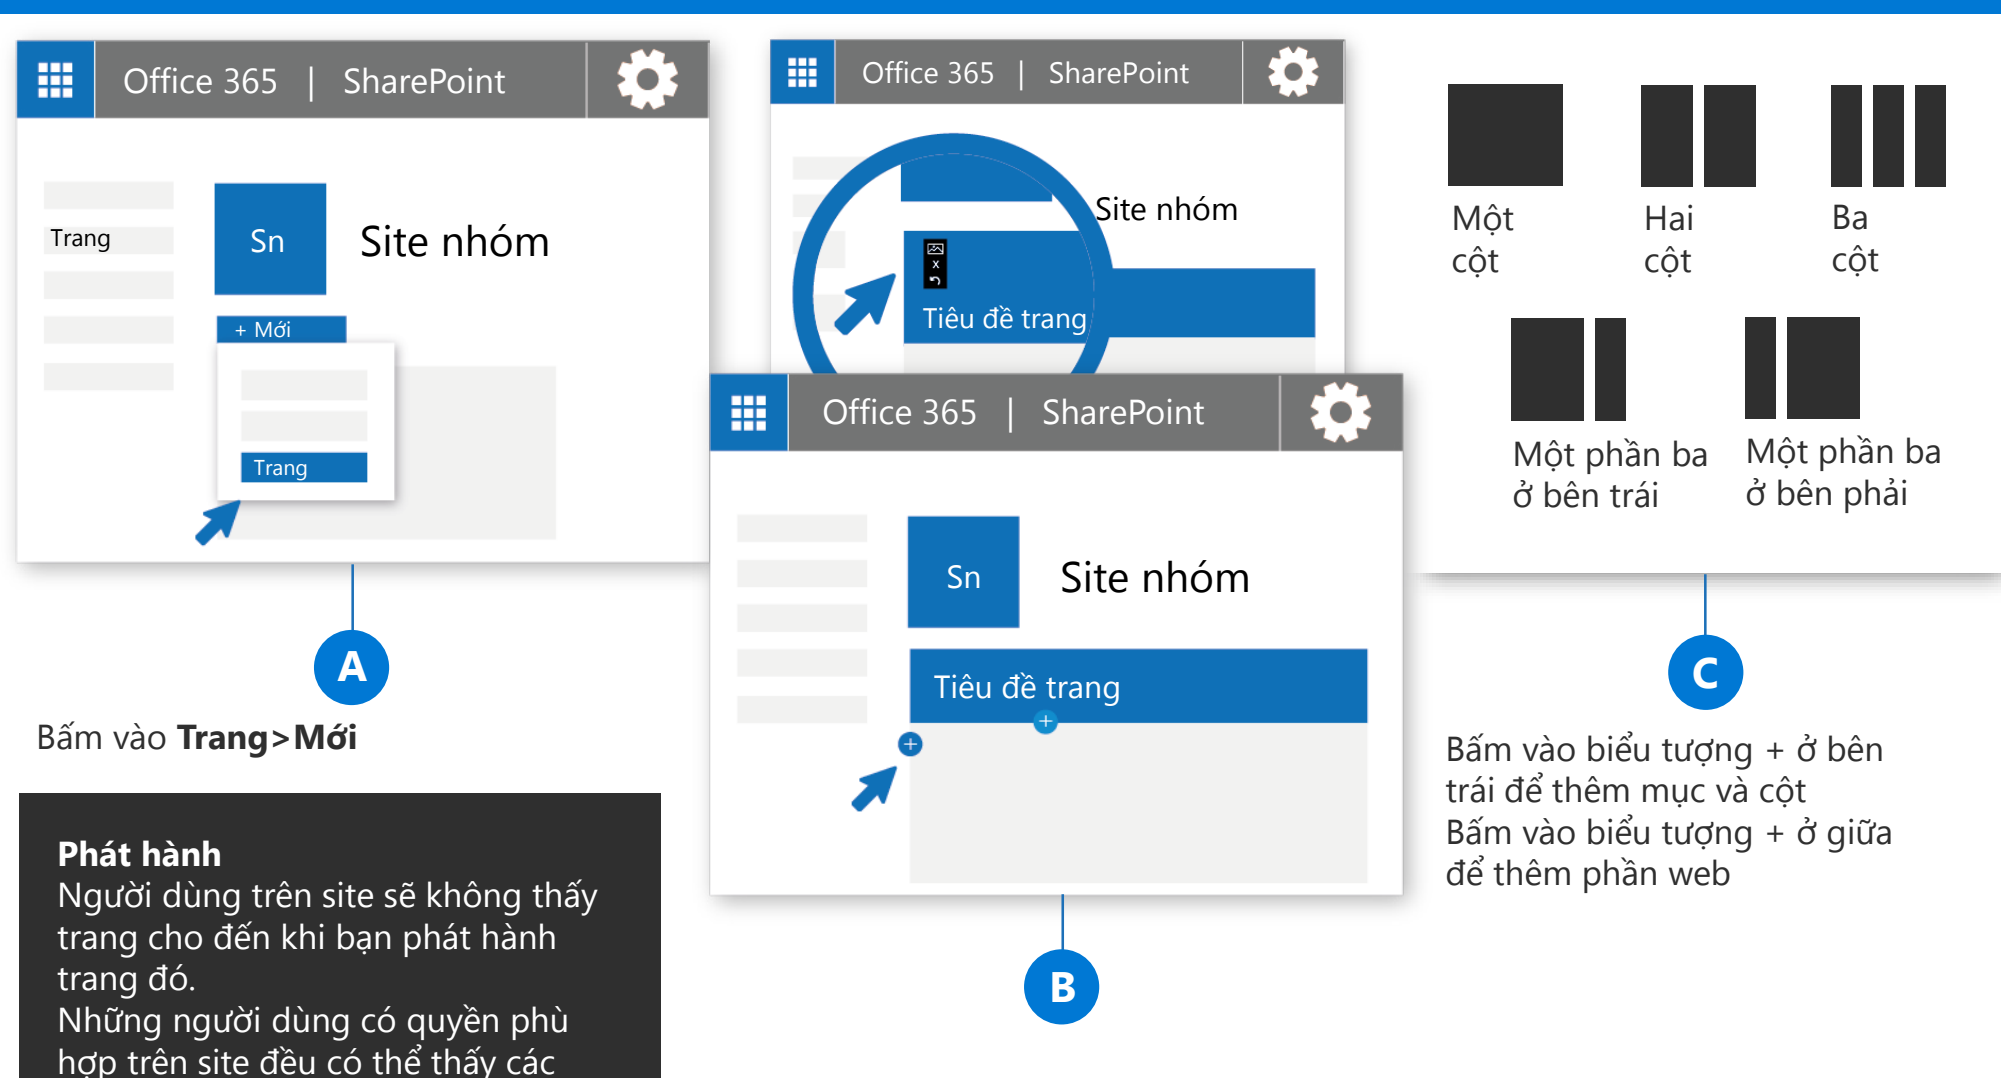 Office 365 | SharePoint
Trang
Sn
Site nhóm
+ Mới
Trang
A
Bấm vào Trang>Mới
Phát hành
Người dùng trên site sẽ không thấy
trang cho đến khi bạn phát hành
trang đó.
Những người dùng có quyền phù
hợp trên site đều có thể thấy các
Office 365 | SharePoint
Site nhóm
x
Tiêu đề trang
Office 365 | SharePoint
Sn
Site nhóm
Tiêu đề trang
+
+
B
Một
cột
Hai
cột
Ba
cột
Một phần ba
ở bên trái
Một phần ba
ở bên phải
C
Bấm vào biểu tượng + ở bên
trái để thêm mục và cột
Bấm vào biểu tượng + ở giữa
để thêm phần web